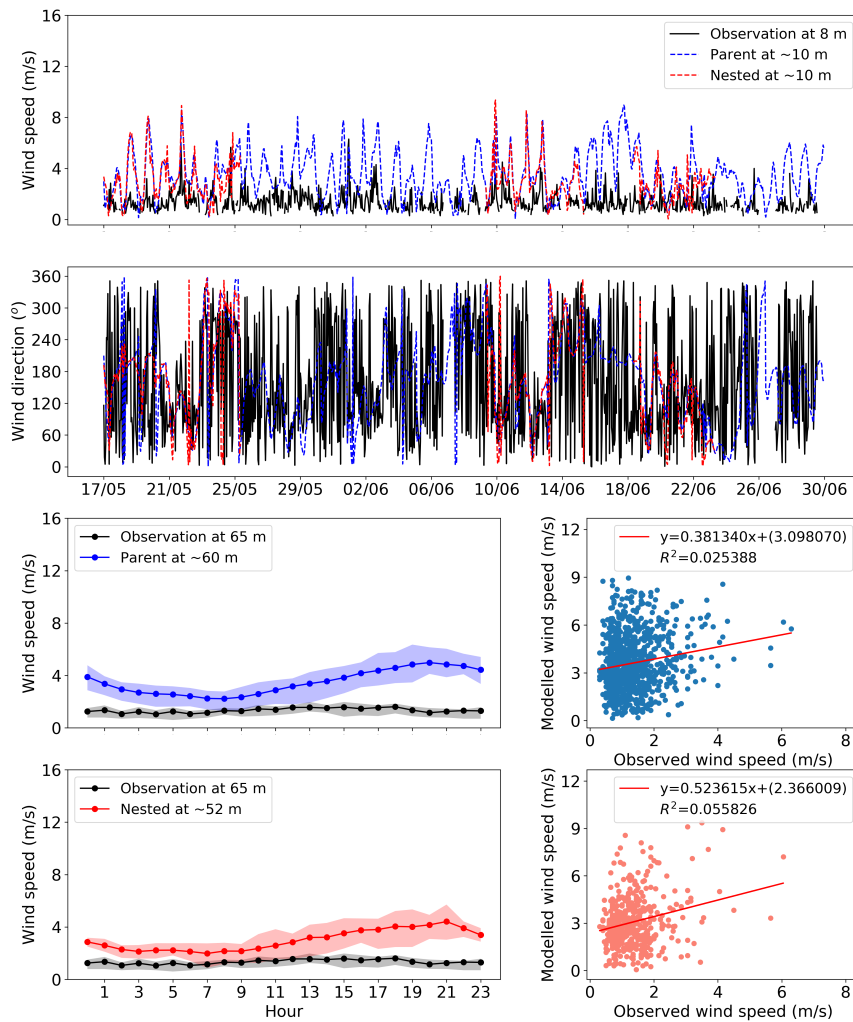 16
12
8
4
0
Wind speed (m/s)
Observation at 8 m
Parent at ~10 m
Nested at ~10 m
360
300
240
180
120
60
0
Wind direction (°)
17/05 21/05 25/05 29/05 02/06 06/06 10/06 14/06 18/06 22/06 26/06 30/06
16
12
8
4
0
Wind speed (m/s)
Observation at 65 m
Parent at ~60 m
12
9
6
3
0
Modelled wind speed (m/s)
y=0.381340x+(3.098070)
R²=0.025388
0 2 4 6 8
Observed wind speed (m/s)
16
12
8
4
0
Wind speed (m/s)
Observation at 65 m
Nested at ~52 m
1 3 5 7 9 11 13 15 17 19 21 23
Hour
12
9
6
3
0
Modelled wind speed (m/s)
y=0.523615x+(2.366009)
R²=0.055826
0 2 4 6 8
Observed wind speed (m/s)